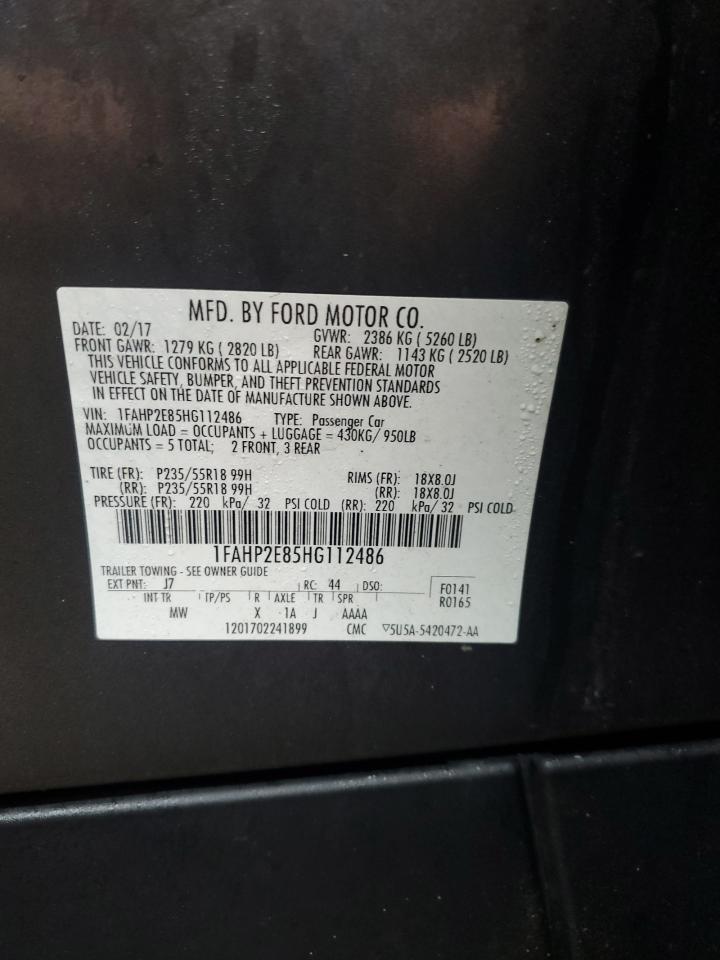 MFD. BY FORD MOTOR CO.
DATE: 02/17 GVWR: 2386 KG ( 5260 LB)
FRONT GAWR: 1279 KG ( 2820 LB) REAR GAWR: 1143 KG ( 2520 LB)
THIS VEHICLE CONFORMS TO ALL APPLICABLE FEDERAL MOTOR
VEHICLE SAFETY, BUMPER, AND THEFT PREVENTION STANDARDS
IN EFFECT ON THE DATE OF MANUFACTURE SHOWN ABOVE.
VIN: 1FAHP2E85HG112486 TYPE: Passenger Car
MAXIMUM LOAD = OCCUPANTS + LUGGAGE = 430KG/ 950LB
OCCUPANTS = 5 TOTAL; 2 FRONT, 3 REAR
TIRE (FR): P235/55R18 99H RIMS (FR): 18X8.0J
(RR): P235/55R18 99H (RR): 18X8.0J
PRESSURE (FR): 220 kPa/ 32 PSI COLD (RR): 220 kPa/ 32 PSI COLD
1FAHP2E85HG112486
TRAILER TOWING - SEE OWNER GUIDE
EXT PNT: J7 RC: 44 DSO: F0141
INT TR TP/PS R AXLE TR SPR R0165
MW X 1A J AAAA
1201702241899 CMC ▽5U5A-5420472-AA